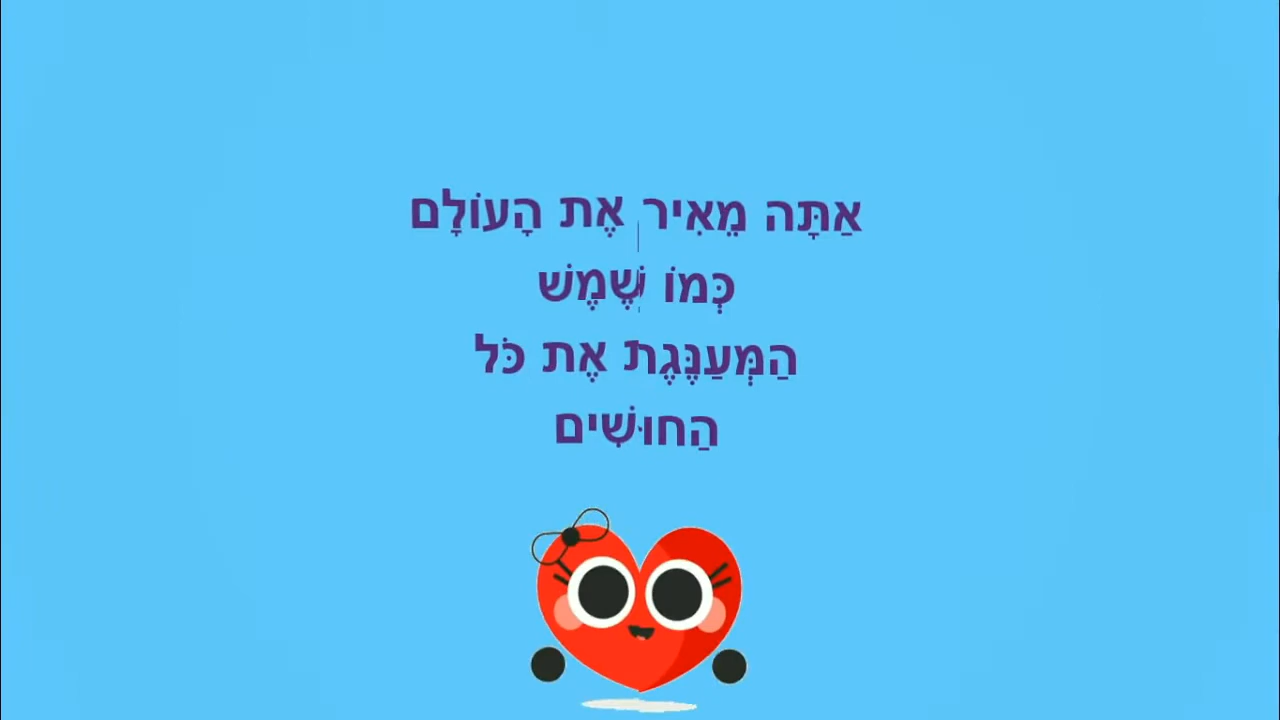 אַתָּה מֵאִיר אֶת הָעוֹלָם
כְּמוֹ שֶׁמֶשׁ
הַמְּעַנֶּגֶת אֶת כֹּל
הַחוּשִׁים